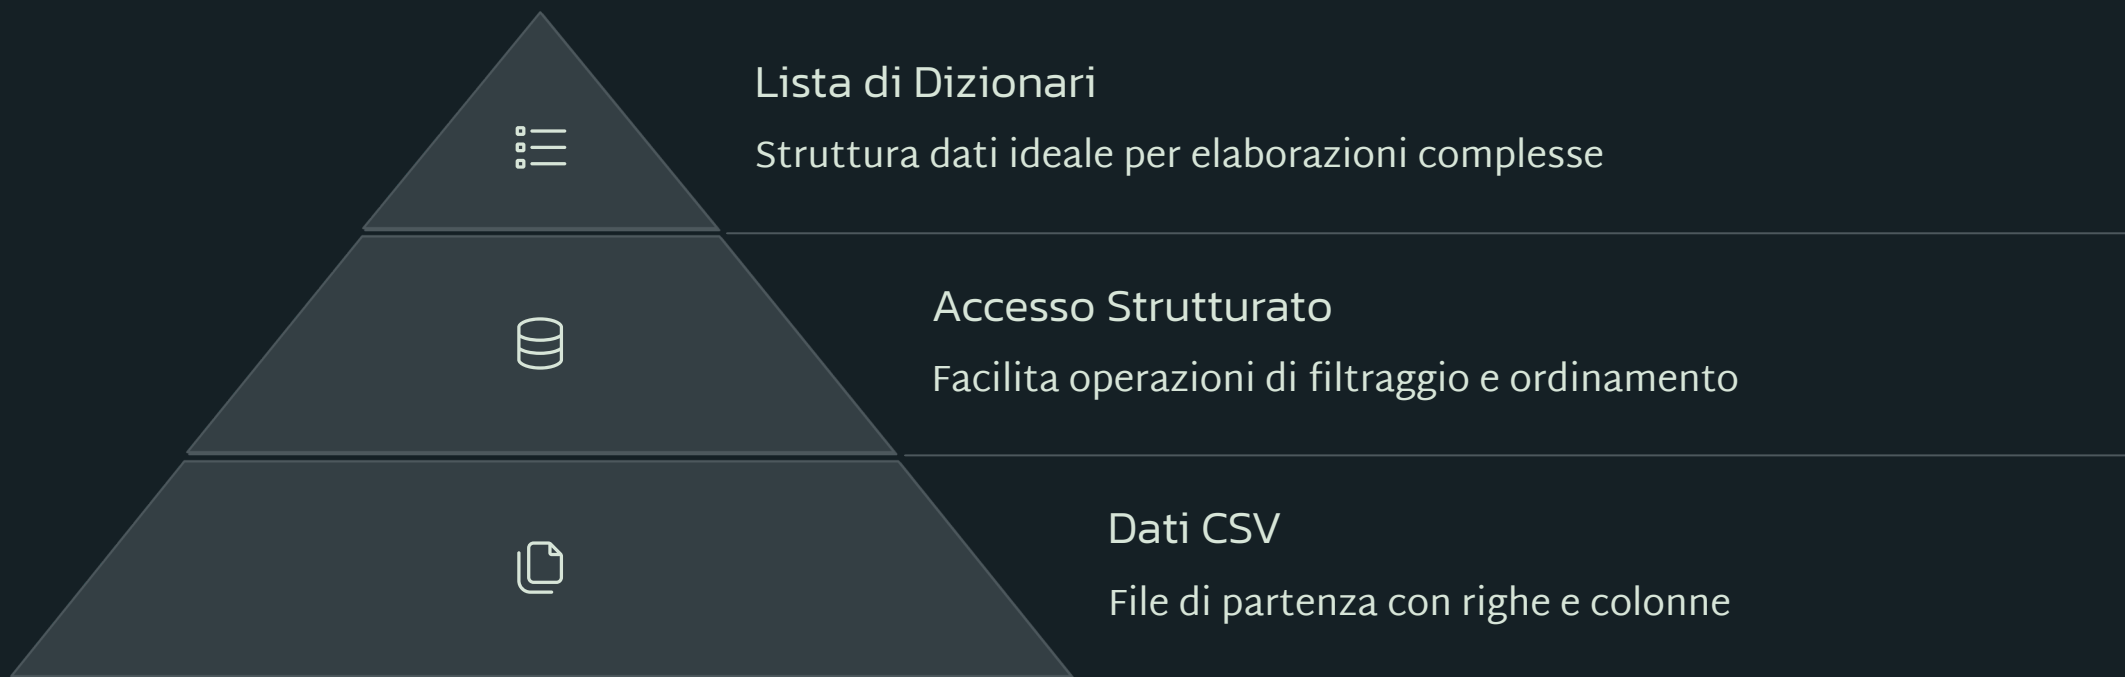 Lista di Dizionari
Struttura dati ideale per elaborazioni complesse
Accesso Strutturato
Facilita operazioni di filtraggio e ordinamento
Dati CSV
File di partenza con righe e colonne